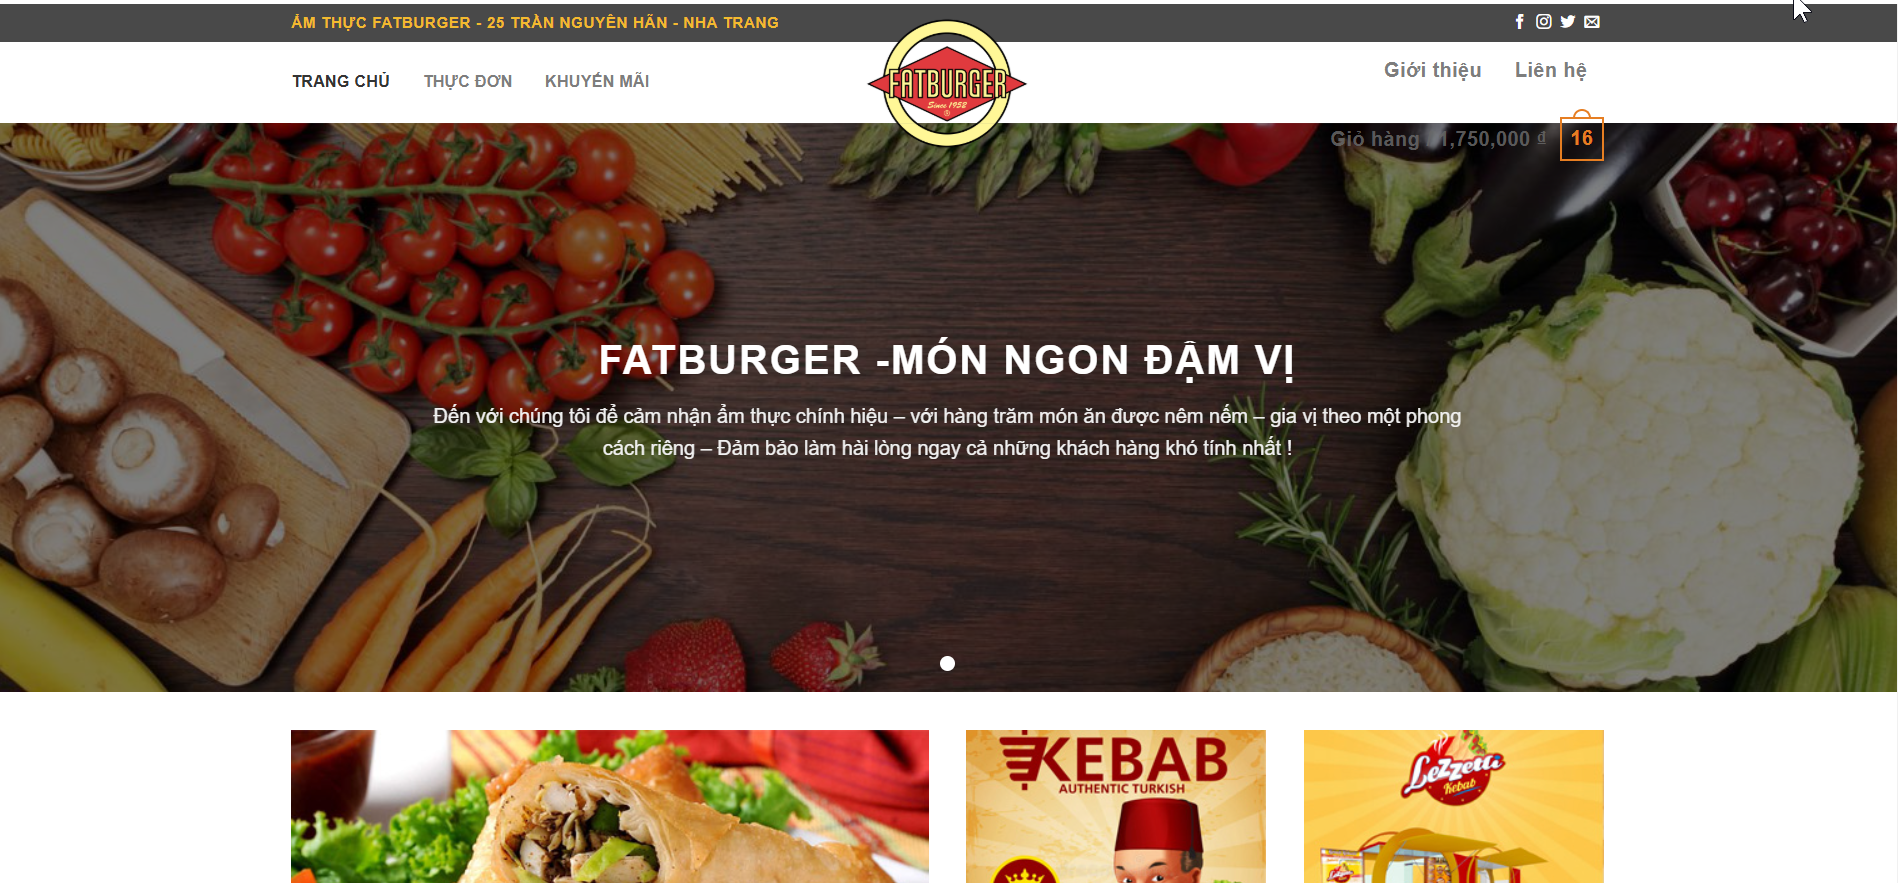 ẨM THỰC FATBURGER - 25 TRẦN NGUYÊN HÃN - NHA TRANG
TRANG CHỦ THỰC ĐƠN KHUYẾN MÃI
FATBURGER
Since 1952
®
Giới thiệu Liên hệ
Giỏ hàng / 1,750,000 ₫ 16
FATBURGER -MÓN NGON ĐẬM VỊ
Đến với chúng tôi để cảm nhận ẩm thực chính hiệu – với hàng trăm món ăn được nêm nếm – gia vị theo một phong
cách riêng – Đảm bảo làm hài lòng ngay cả những khách hàng khó tính nhất !
KEBAB
AUTHENTIC TURKISH
Lezzetli
Kebab
Lezzetli